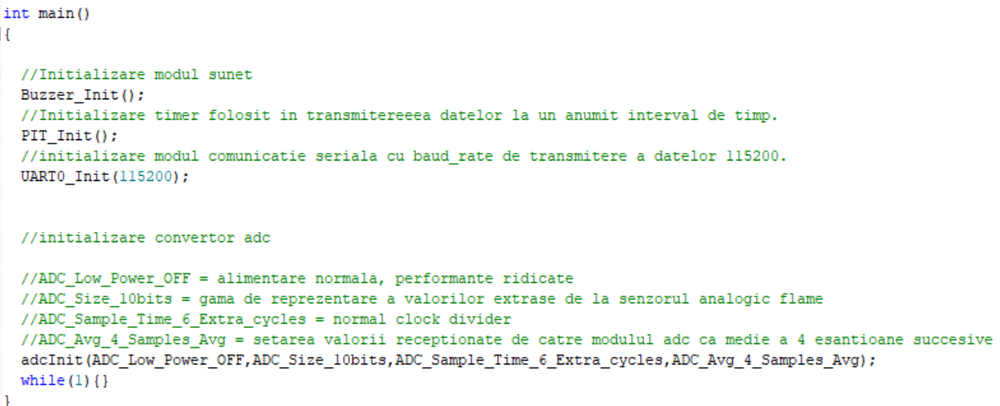 int main()
{
//Initializare modul sunet
Buzzer_Init();
//Initializare timer folosit in transmitereeea datelor la un anumit interval de timp.
PIT_Init();
//initializare modul comunicatie seriala cu baud_rate de transmitere a datelor 115200.
UART0_Init(115200);
//initializare convertor adc
//ADC_Low_Power_OFF = alimentare normala, performante ridicate
//ADC_Size_10bits = gama de reprezentare a valorilor extrase de la senzorul analogic flame
//ADC_Sample_Time_6_Extra_cycles = normal clock divider
//ADC_Avg_4_Samples_Avg = setarea valorii receptionate de catre modulul adc ca medie a 4 esantioane succesive
adcInit(ADC_Low_Power_OFF,ADC_Size_10bits,ADC_Sample_Time_6_Extra_cycles,ADC_Avg_4_Samples_Avg);
while(1){}
}